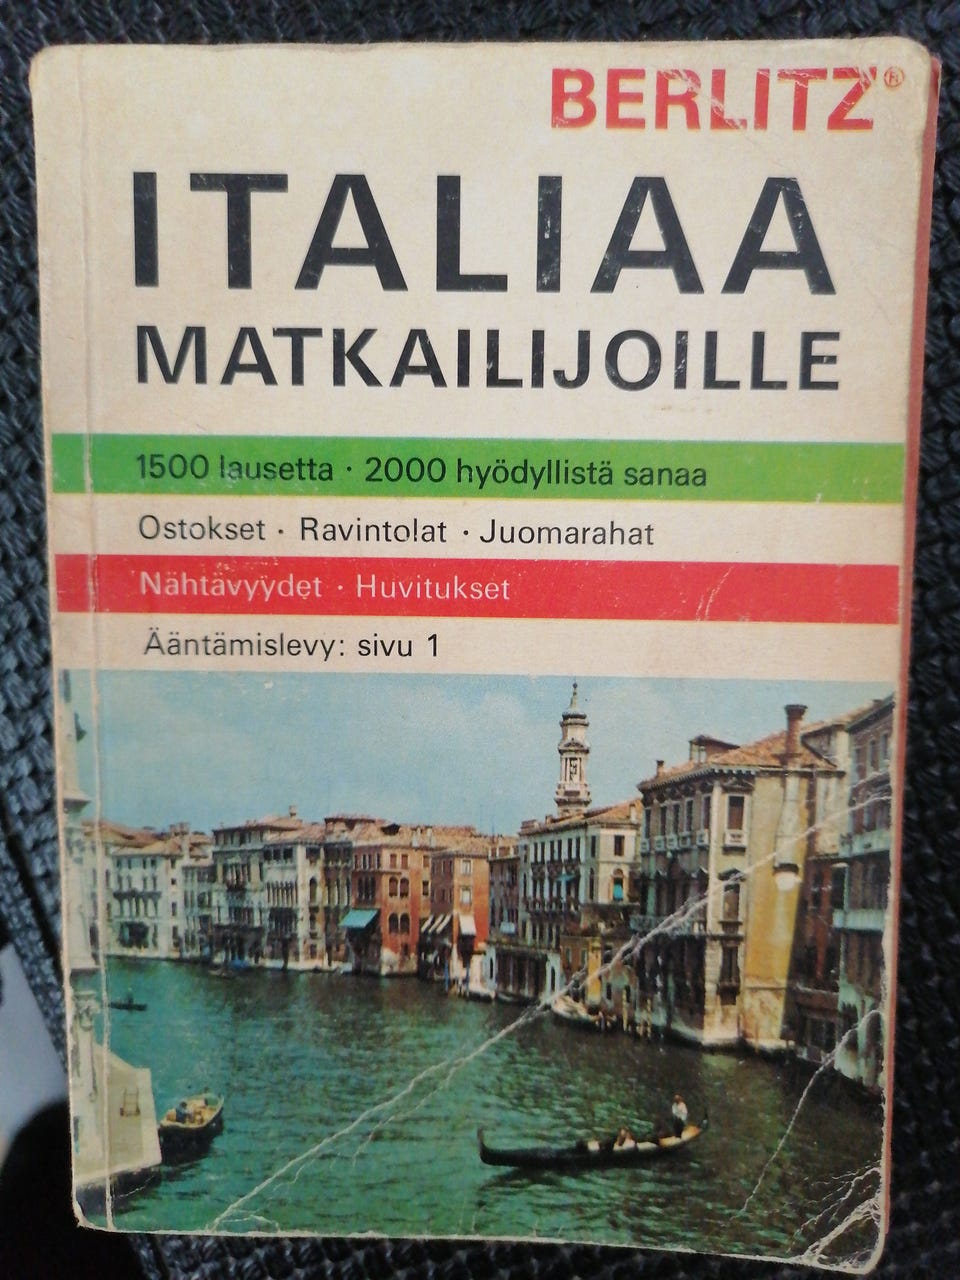 BERLITZ®
ITALIAA
MATKAILIJOILLE
1500 lausetta · 2000 hyödyllistä sanaa
Ostokset · Ravintolat · Juomarahat
Nähtävyydet · Huvitukset
Ääntämislevy: sivu 1